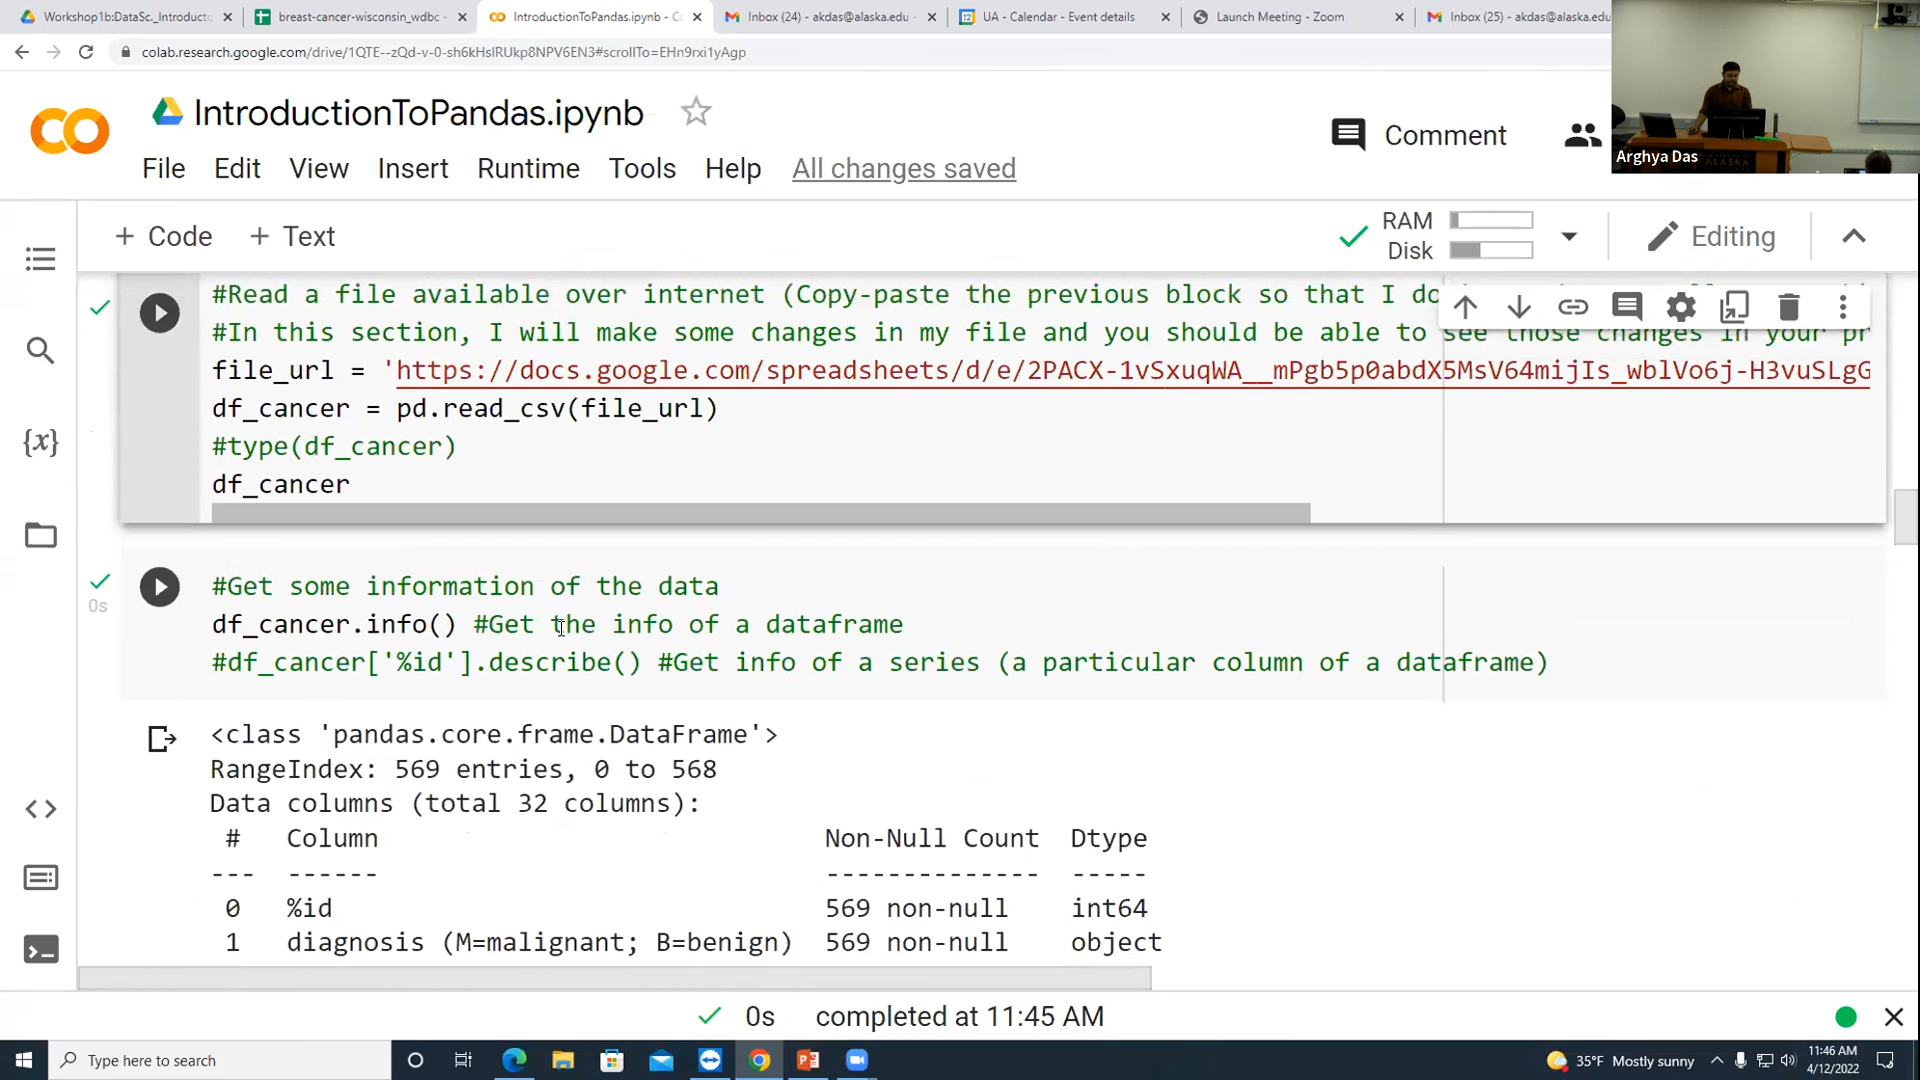 Workshop1b:DataSc._Introducto
breast-cancer-wisconsin_wdbc -
IntroductionToPandas.ipynb - Co
Inbox (24) - akdas@alaska.edu -
UA - Calendar - Event details
Launch Meeting - Zoom
Inbox (25) - akdas@alaska.edu
colab.research.google.com/drive/1QTE--zQd-v-0-sh6kHslRUkp8NPV6EN3#scrollTo=EHn9rxi1yAgp
CO
IntroductionToPandas.ipynb
Comment
Arghya Das
File Edit View Runtime Tools Help All changes saved
+ Code + Text
RAM
Disk
Editing
#Read a file available over internet (Copy-paste the previous block so that I do
#In this section, I will make some changes in my file and you should be able to see those changes in your pr
file_url = 'https://docs.google.com/spreadsheets/d/e/2PACX-1vSxuqWA__mPgb5p0abdX5MsV64mijIs_wblVo6j-H3vuSLgG
df_cancer = pd.read_csv(file_url)
{x}
#type(df_cancer)
df_cancer
#Get some information of the data
0s
df_cancer.info() #Get the info of a dataframe
#df_cancer['%id'].describe() #Get info of a series (a particular column of a dataframe)
<class 'pandas.core.frame.DataFrame'>
RangeIndex: 569 entries, 0 to 568
Data columns (total 32 columns):
# Column Non-Null Count Dtype
--- ------ -------------- -----
0 %id 569 non-null int64
1 diagnosis (M=malignant; B=benign) 569 non-null object
0s completed at 11:45 AM
Type here to search
35°F Mostly sunny
11:46 AM
4/12/2022